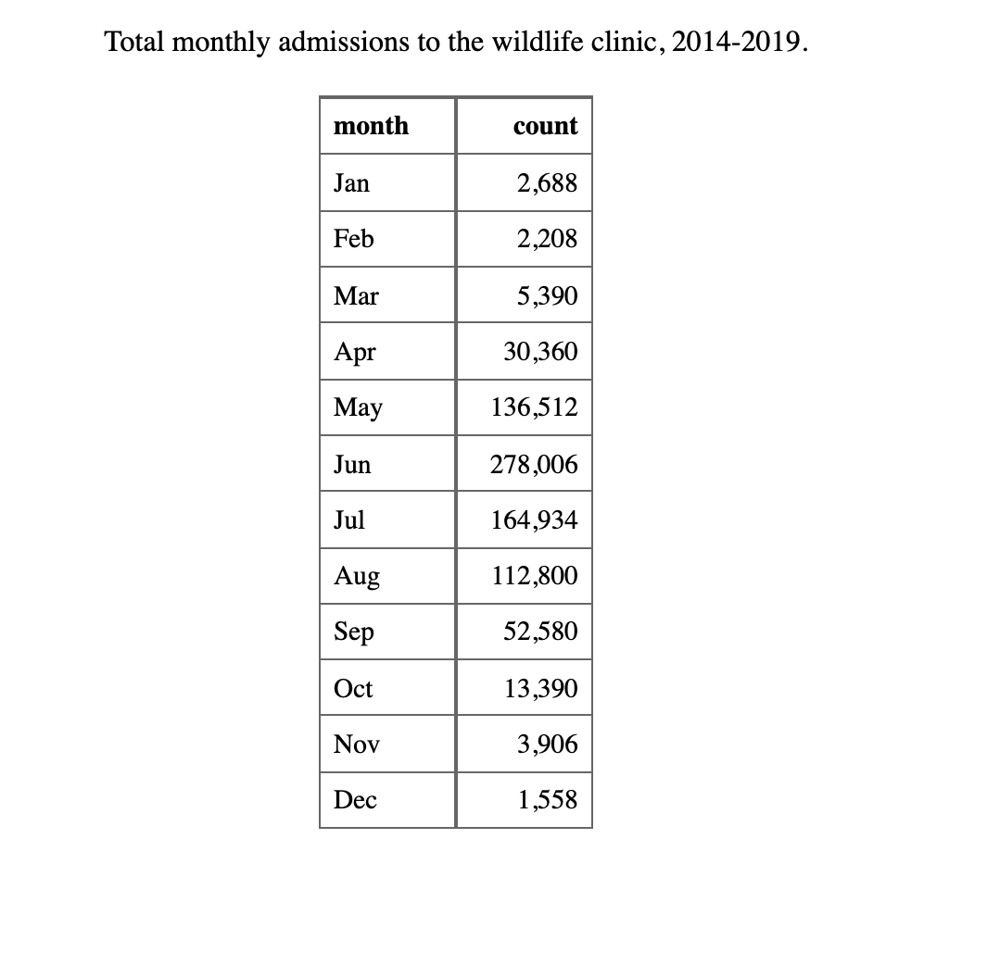 Total monthly admissions to the wildlife clinic, 2014-2019.
month count
Jan 2,688
Feb 2,208
Mar 5,390
Apr 30,360
May 136,512
Jun 278,006
Jul 164,934
Aug 112,800
Sep 52,580
Oct 13,390
Nov 3,906
Dec 1,558